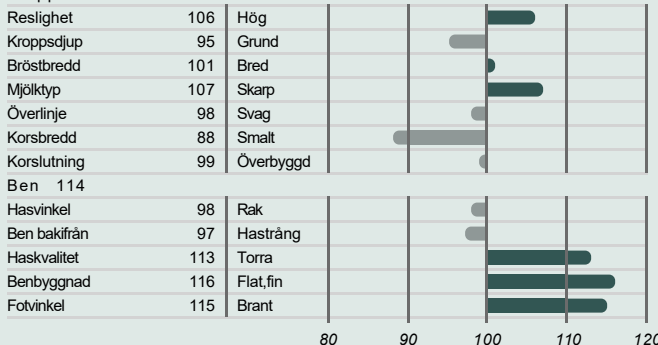 Reslighet 106 Hög
Kroppsdjup 95 Grund
Bröstbredd 101 Bred
Mjölktyp 107 Skarp
Överlinje 98 Svag
Korsbredd 88 Smalt
Korslutning 99 Överbyggd
Ben 114
Hasvinkel 98 Rak
Ben bakifrån 97 Hastrång
Haskvalitet 113 Torra
Benbyggnad 116 Flat,fin
Fotvinkel 115 Brant
80 90 100 110 120